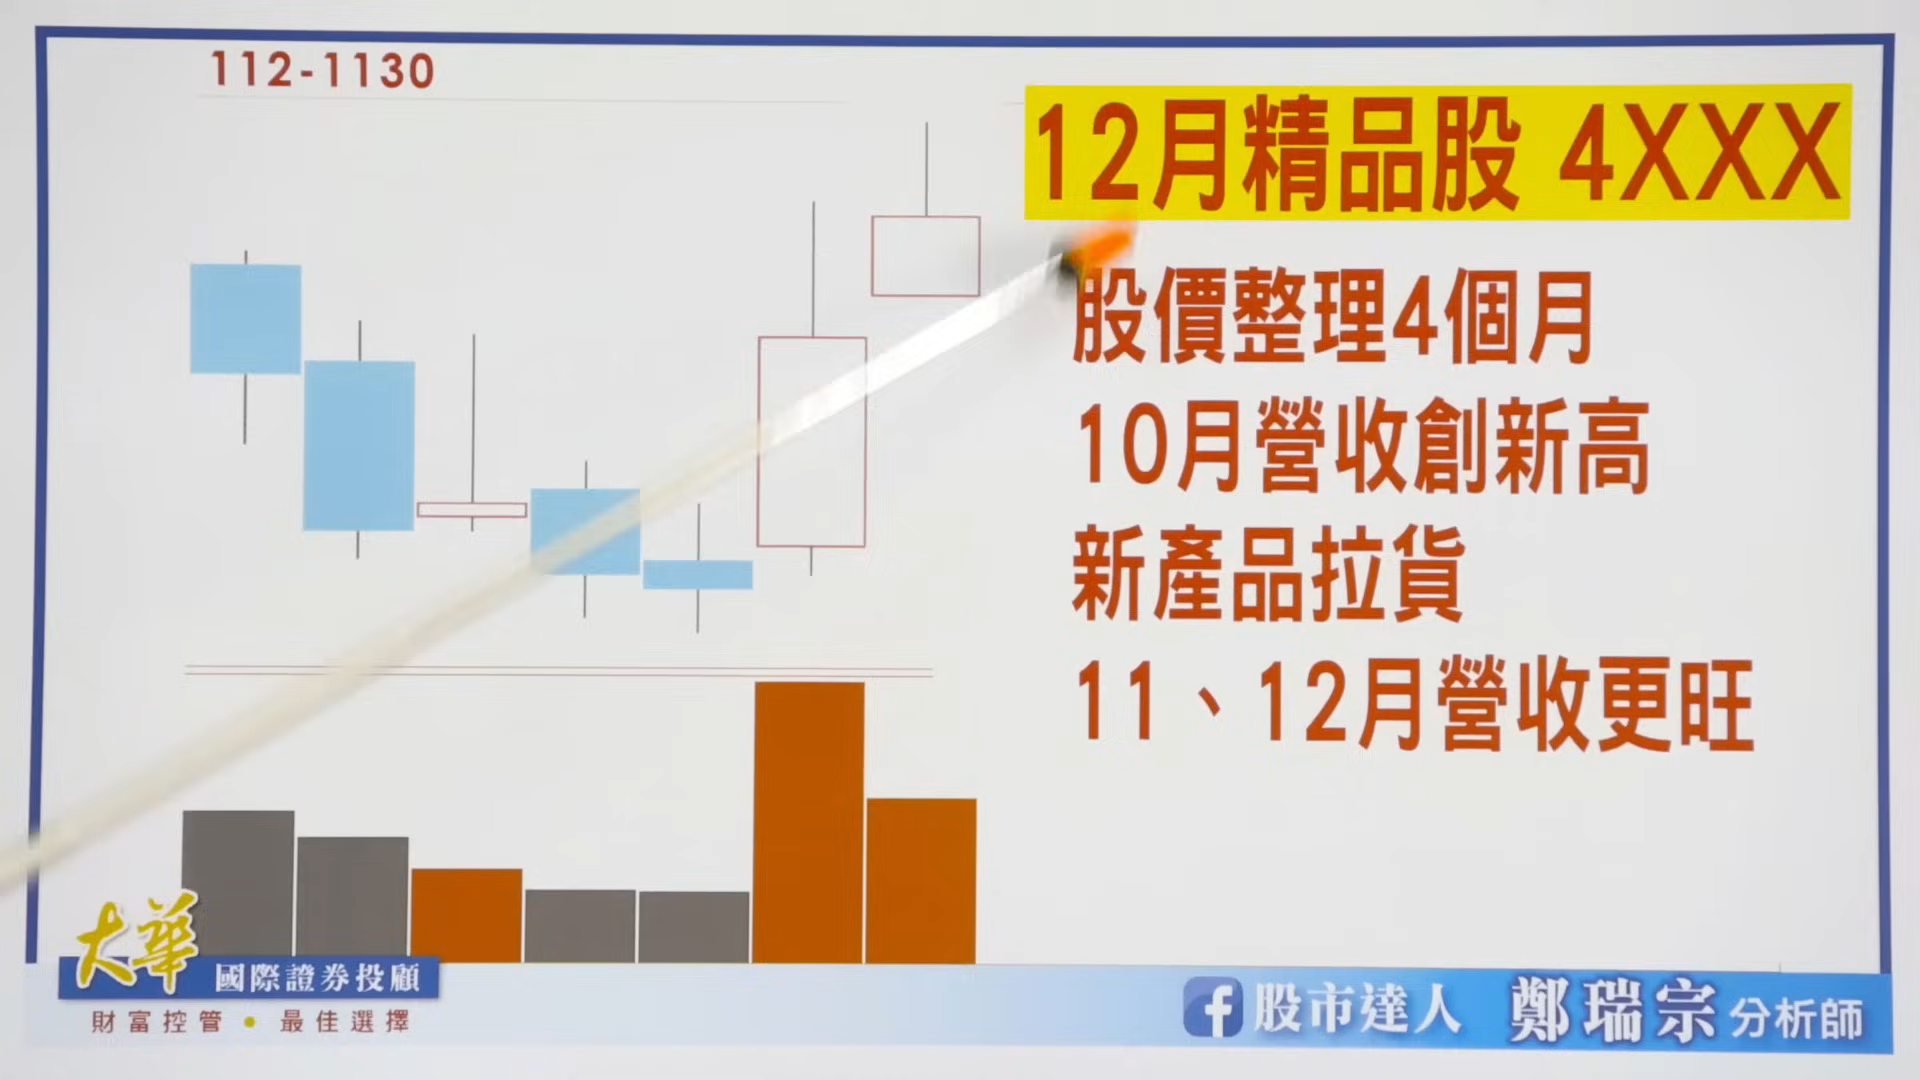 112-1130
12月精品股 4XXX
股價整理4個月
10月營收創新高
新產品拉貨
11、12月營收更旺
大華
國際證券投顧
財富控管•最佳選擇
股市達人 鄭瑞宗 分析師